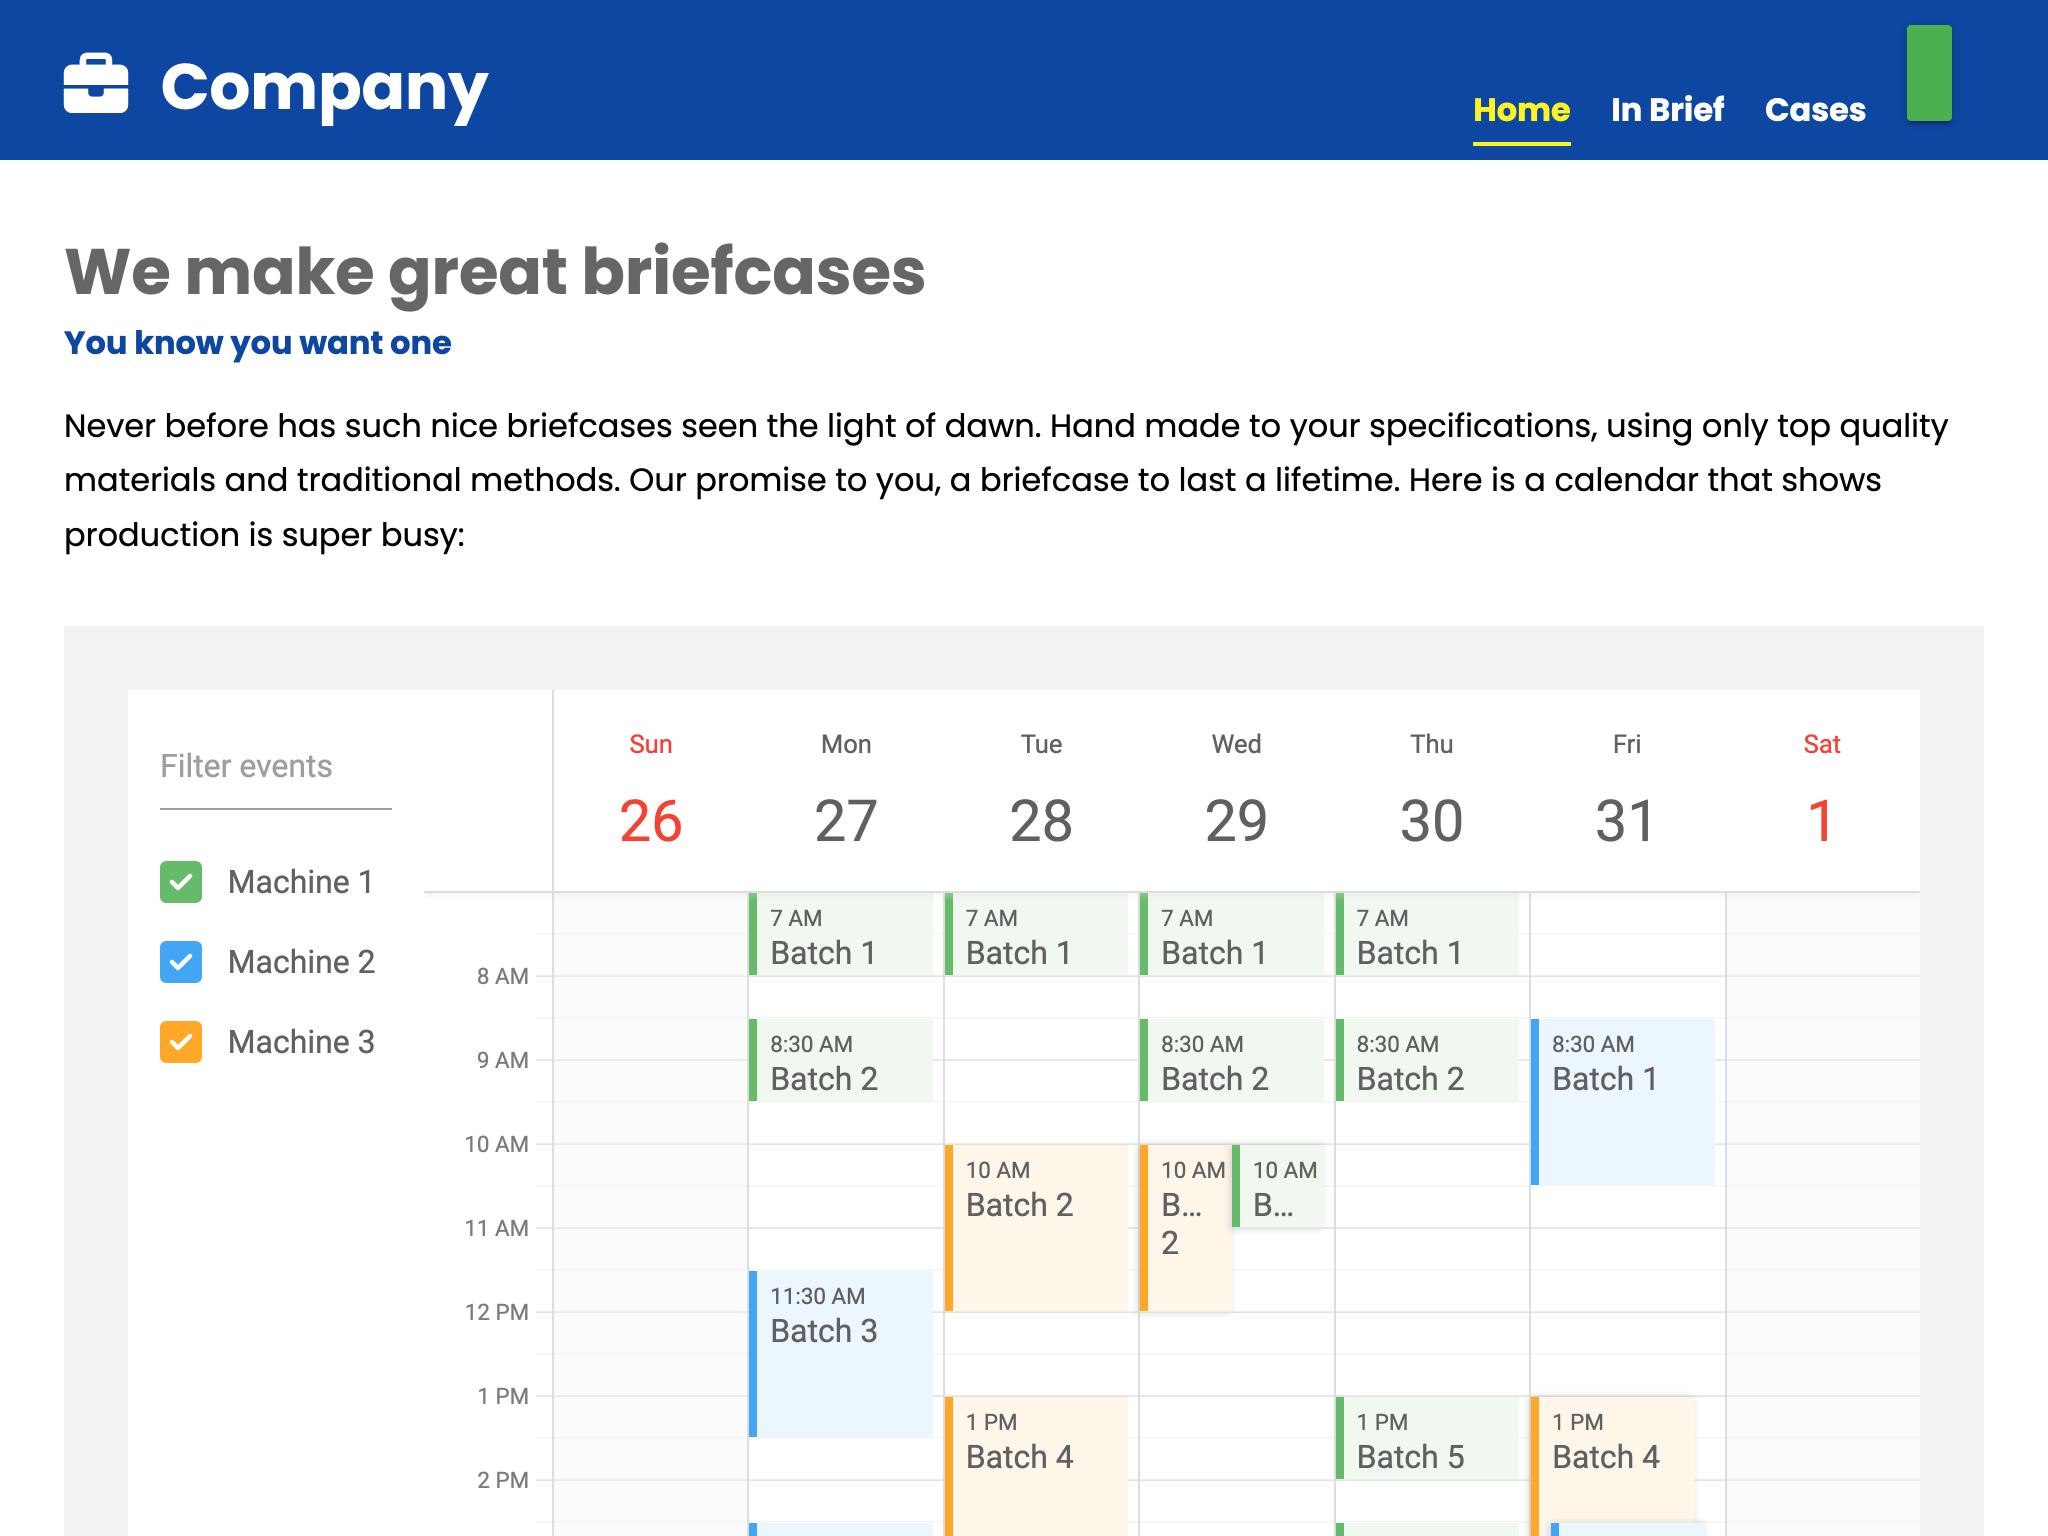 Company
Home In Brief Cases
We make great briefcases
You know you want one
Never before has such nice briefcases seen the light of dawn. Hand made to your specifications, using only top quality
materials and traditional methods. Our promise to you, a briefcase to last a lifetime. Here is a calendar that shows
production is super busy:
Filter events
Machine 1
Machine 2
Machine 3
Sun Mon Tue Wed Thu Fri Sat
26 27 28 29 30 31 1
7 AM 7 AM 7 AM 7 AM
Batch 1 Batch 1 Batch 1 Batch 1
8 AM
8:30 AM 8:30 AM 8:30 AM 8:30 AM
9 AM
Batch 2 Batch 2 Batch 2 Batch 1
10 AM
10 AM 10 AM 10 AM
Batch 2 B... B...
11 AM
2
11:30 AM
12 PM
Batch 3
1 PM
1 PM 1 PM 1 PM
Batch 4 Batch 5 Batch 4
2 PM